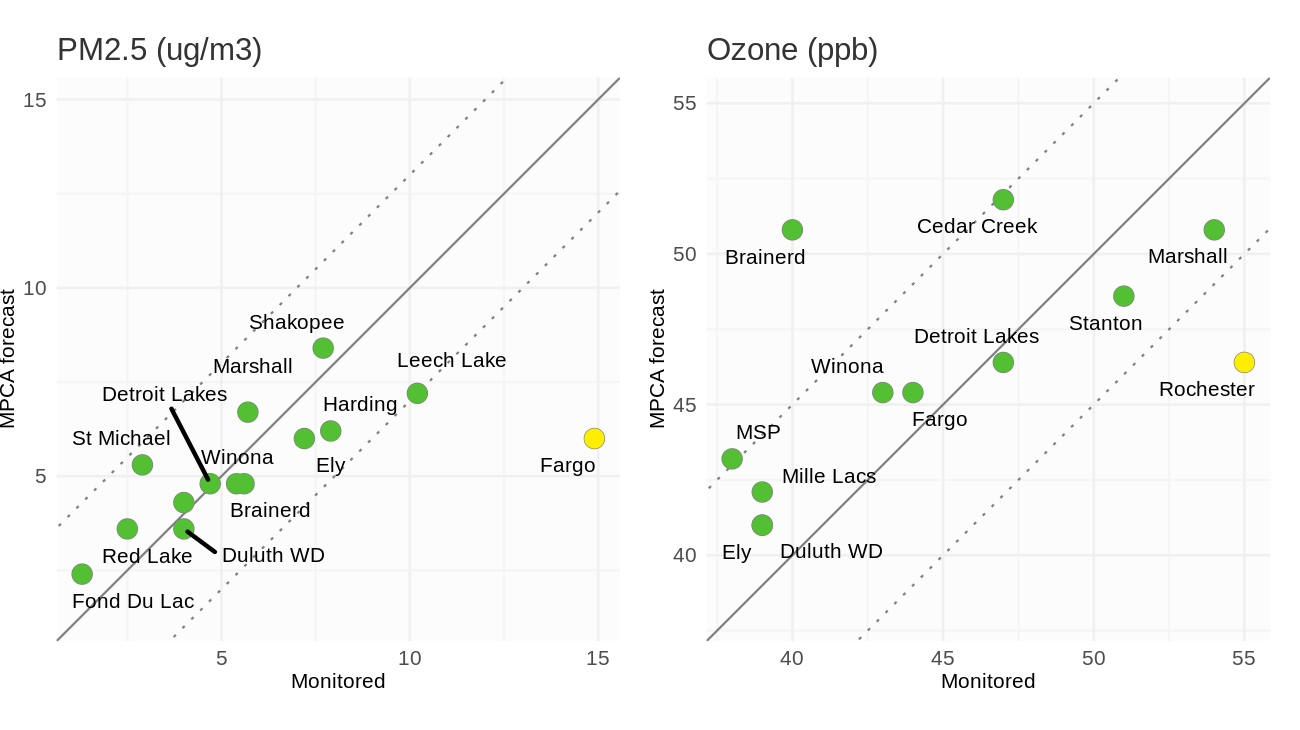 PM2.5 (ug/m3)
15
10
5
MPCA forecast
Shakopee
Marshall
Leech Lake
Detroit Lakes
Harding
St Michael
Winona
Ely
Fargo
Brainerd
Red Lake
Duluth WD
Fond Du Lac
5
10
15
Monitored
Ozone (ppb)
55
50
45
40
MPCA forecast
Cedar Creek
Brainerd
Marshall
Stanton
Detroit Lakes
Winona
Rochester
Fargo
MSP
Mille Lacs
Ely
Duluth WD
40
45
50
55
Monitored